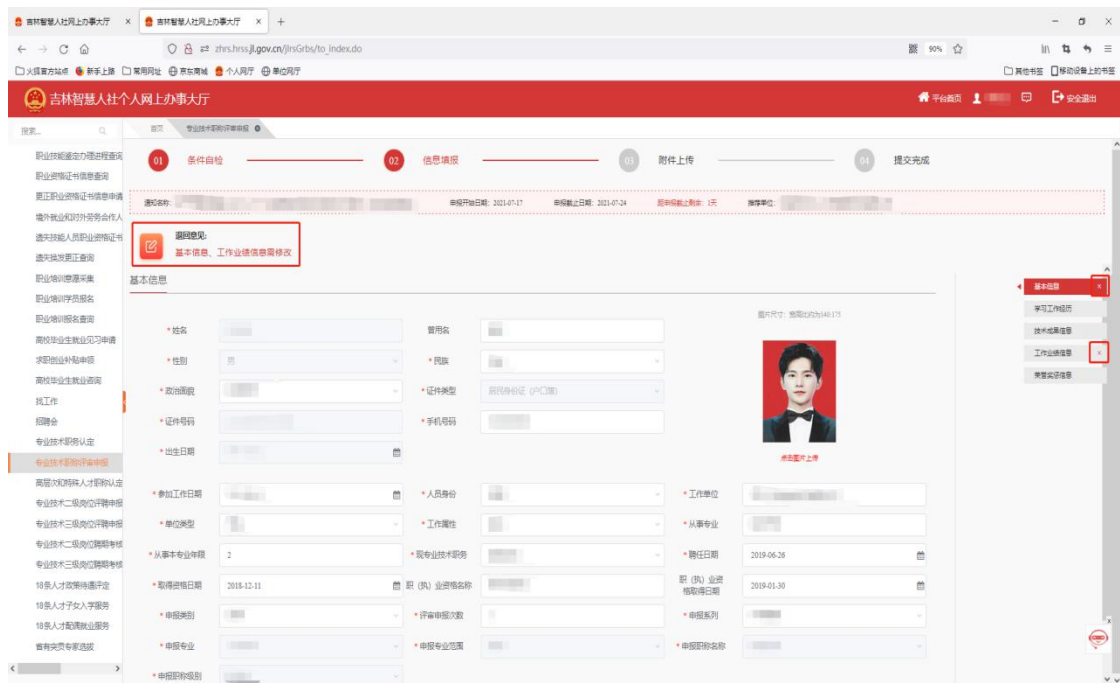 吉林智慧人社网上办事大厅 × 吉林智慧人社网上办事大厅 × +
zhrs.hrss.jl.gov.cn/jlrsGrbs/to_index.do 90%
火狐官方站点 新手上路 常用网址 京东商城 个人网厅 单位网厅 其他书签 移动设备上的书签
吉林智慧人社个人网上办事大厅 平台首页 安全退出
搜索... 首页 专业技术职称评审申报
01 条件自检 02 信息填报 03 附件上传 04 提交完成
通知名称: 申报开始日期: 2021-07-17 申报截止日期: 2021-07-24 距申报截止剩余: 1天 推荐单位:
退回意见:
基本信息、工作业绩信息需修改
职业技能鉴定办理进程查询
职业资格证书信息查询
更正职业资格证书信息申请
境外就业和对外劳务合作人
遗失技能人员职业资格证书
遗失批发更正查询
职业培训意愿采集
职业培训学员报名
职业培训报名查询
高校毕业生就业见习申请
求职创业补贴申领
高校毕业生就业咨询
找工作
招聘会
专业技术职务认定
专业技术职称评审申报
高层次和特殊人才职称认定
专业技术二级岗位评聘申报
专业技术三级岗位评聘申报
专业技术二级岗位聘期考核
专业技术三级岗位聘期考核
18条人才政策待遇评定
18条人才子女入学服务
18条人才配偶就业服务
省有突贡专家选拔
基本信息
图片尺寸: 宽高比约为140:175
*姓名 曾用名
*性别 男 *民族
*政治面貌 *证件类型 居民身份证（户口簿）
*证件号码 *手机号码
*出生日期
点击图片上传
*参加工作日期 *人员身份 *工作单位
*单位类型 *工作属性 *从事专业
*从事本专业年限 2 *现专业技术职务 *聘任日期 2019-06-26
*取得资格日期 2018-12-11 职（执）业资格名称 职（执）业资
格取得日期 2019-01-30
*申报类别 *评审申报次数 *申报系列
*申报专业 *申报专业范围 *申报职称名称
*申报职称级别
基本信息 ×
学习工作经历
技术成果信息
工作业绩信息 ×
荣誉奖惩信息